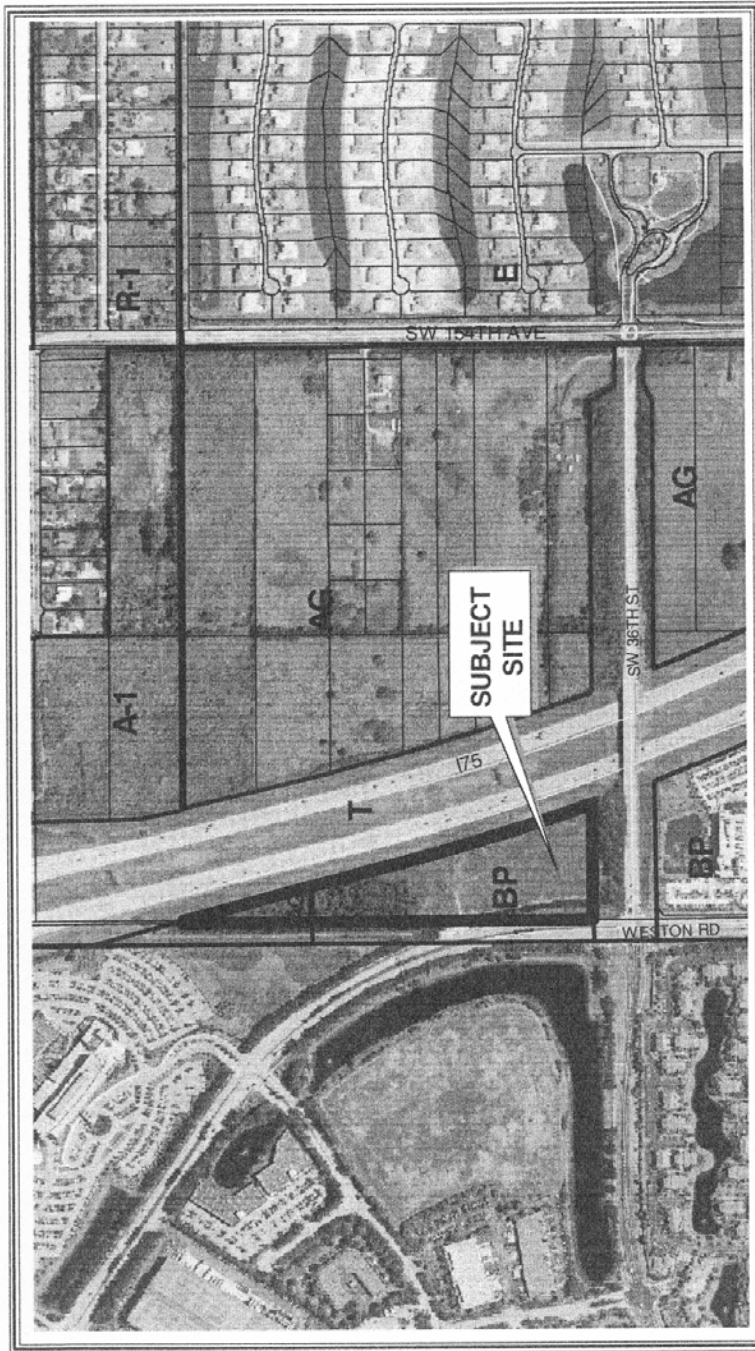 R-1
E
SW 154TH AVE
A-1
AG
AG
SUBJECT
SITE
SW 36TH ST
I75
T
BP
BP
WESTON RD